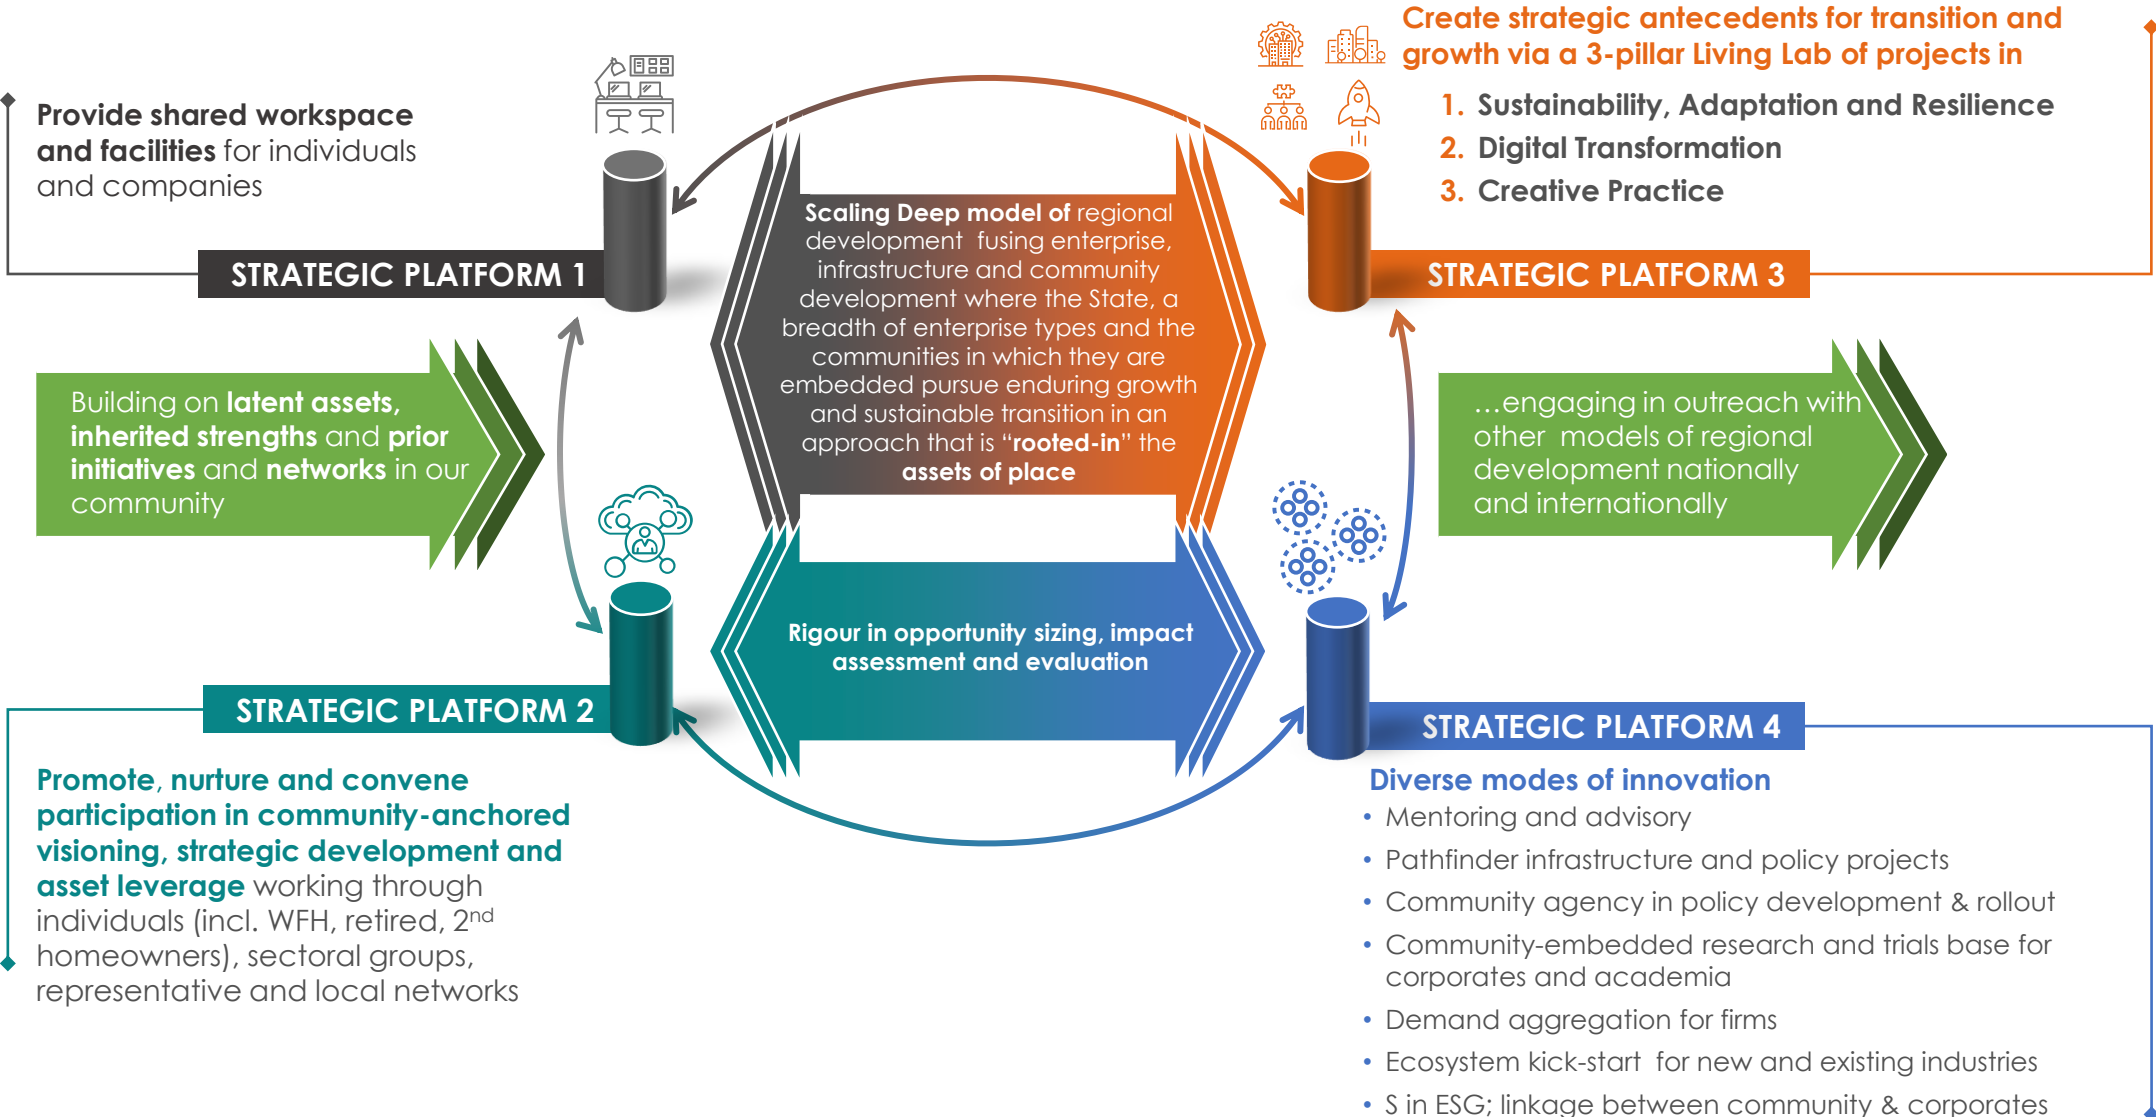 Provide shared workspace
and facilities for individuals
and companies
STRATEGIC PLATFORM 1
Create strategic antecedents for transition and
growth via a 3-pillar Living Lab of projects in
1. Sustainability, Adaptation and Resilience
2. Digital Transformation
3. Creative Practice
STRATEGIC PLATFORM 3
Scaling Deep model of regional
development fusing enterprise,
infrastructure and community
development where the State, a
breadth of enterprise types and the
communities in which they are
embedded pursue enduring growth
and sustainable transition in an
approach that is “rooted-in” the
assets of place
Building on latent assets,
inherited strengths and prior
initiatives and networks in our
community
…engaging in outreach with
other models of regional
development nationally
and internationally
Rigour in opportunity sizing, impact
assessment and evaluation
STRATEGIC PLATFORM 2
Promote, nurture and convene
participation in community-anchored
visioning, strategic development and
asset leverage working through
individuals (incl. WFH, retired, 2nd
homeowners), sectoral groups,
representative and local networks
STRATEGIC PLATFORM 4
Diverse modes of innovation
• Mentoring and advisory
• Pathfinder infrastructure and policy projects
• Community agency in policy development & rollout
• Community-embedded research and trials base for
corporates and academia
• Demand aggregation for firms
• Ecosystem kick-start for new and existing industries
• S in ESG; linkage between community & corporates